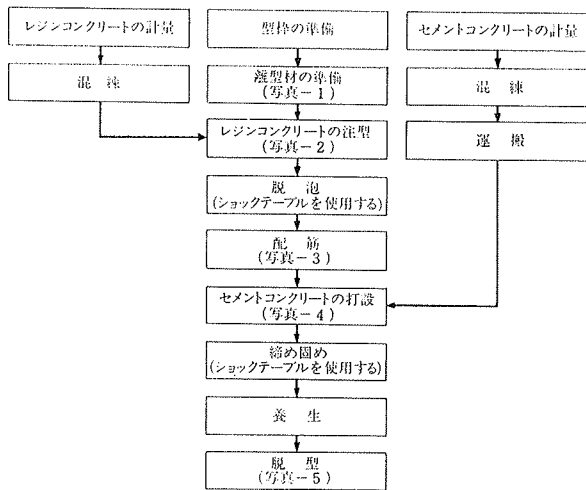 レジンコンクリートの計量
混練
型枠の準備
離型材の準備
(写真-1)
レジンコンクリートの注型
(写真-2)
脱泡
(ショックテーブルを使用する)
配筋
(写真-3)
セメントコンクリートの計量
混練
運搬
セメントコンクリートの打設
(写真-4)
締め固め
(ショックテーブルを使用する)
養生
脱型
(写真-5)